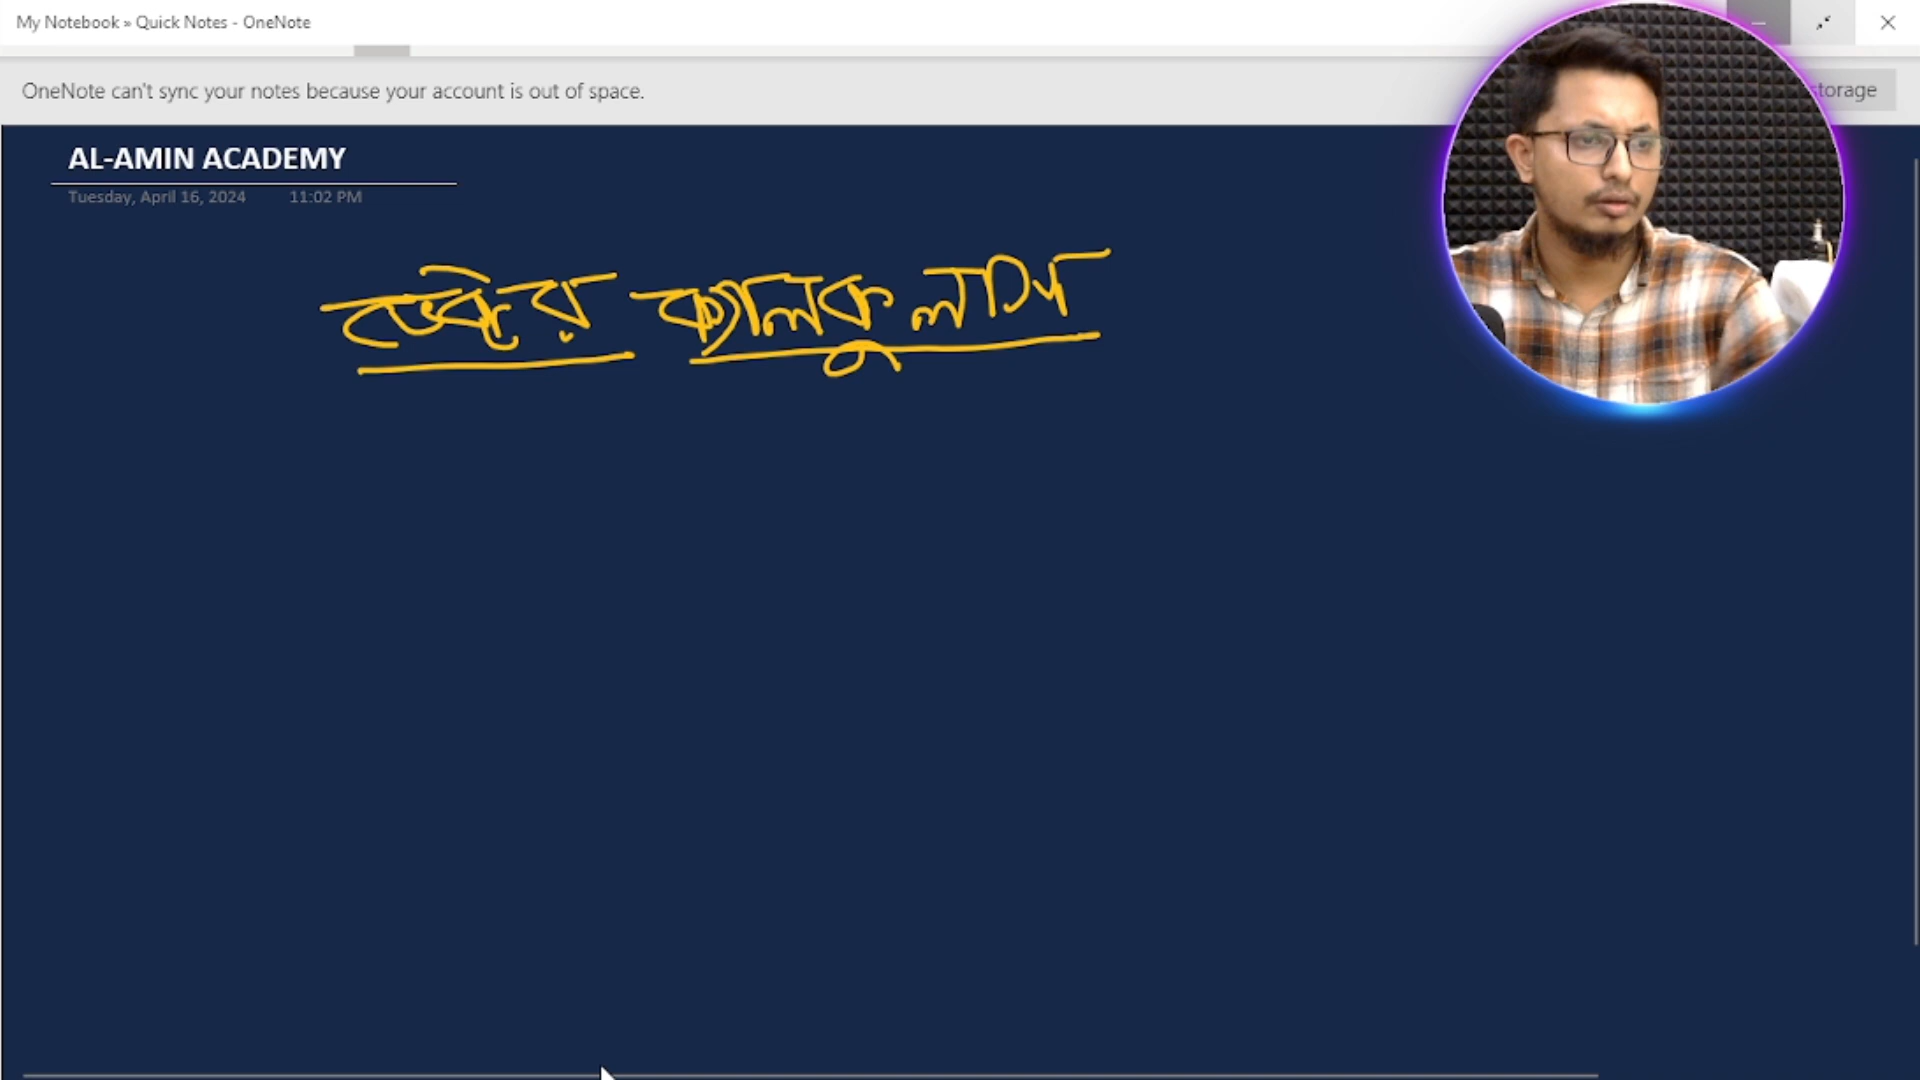 My Notebook » Quick Notes - OneNote
OneNote can't sync your notes because your account is out of space.
storage
AL-AMIN ACADEMY
Tuesday, April 16, 2024 11:02 PM
ভেক্টর ক্যালকুলাস